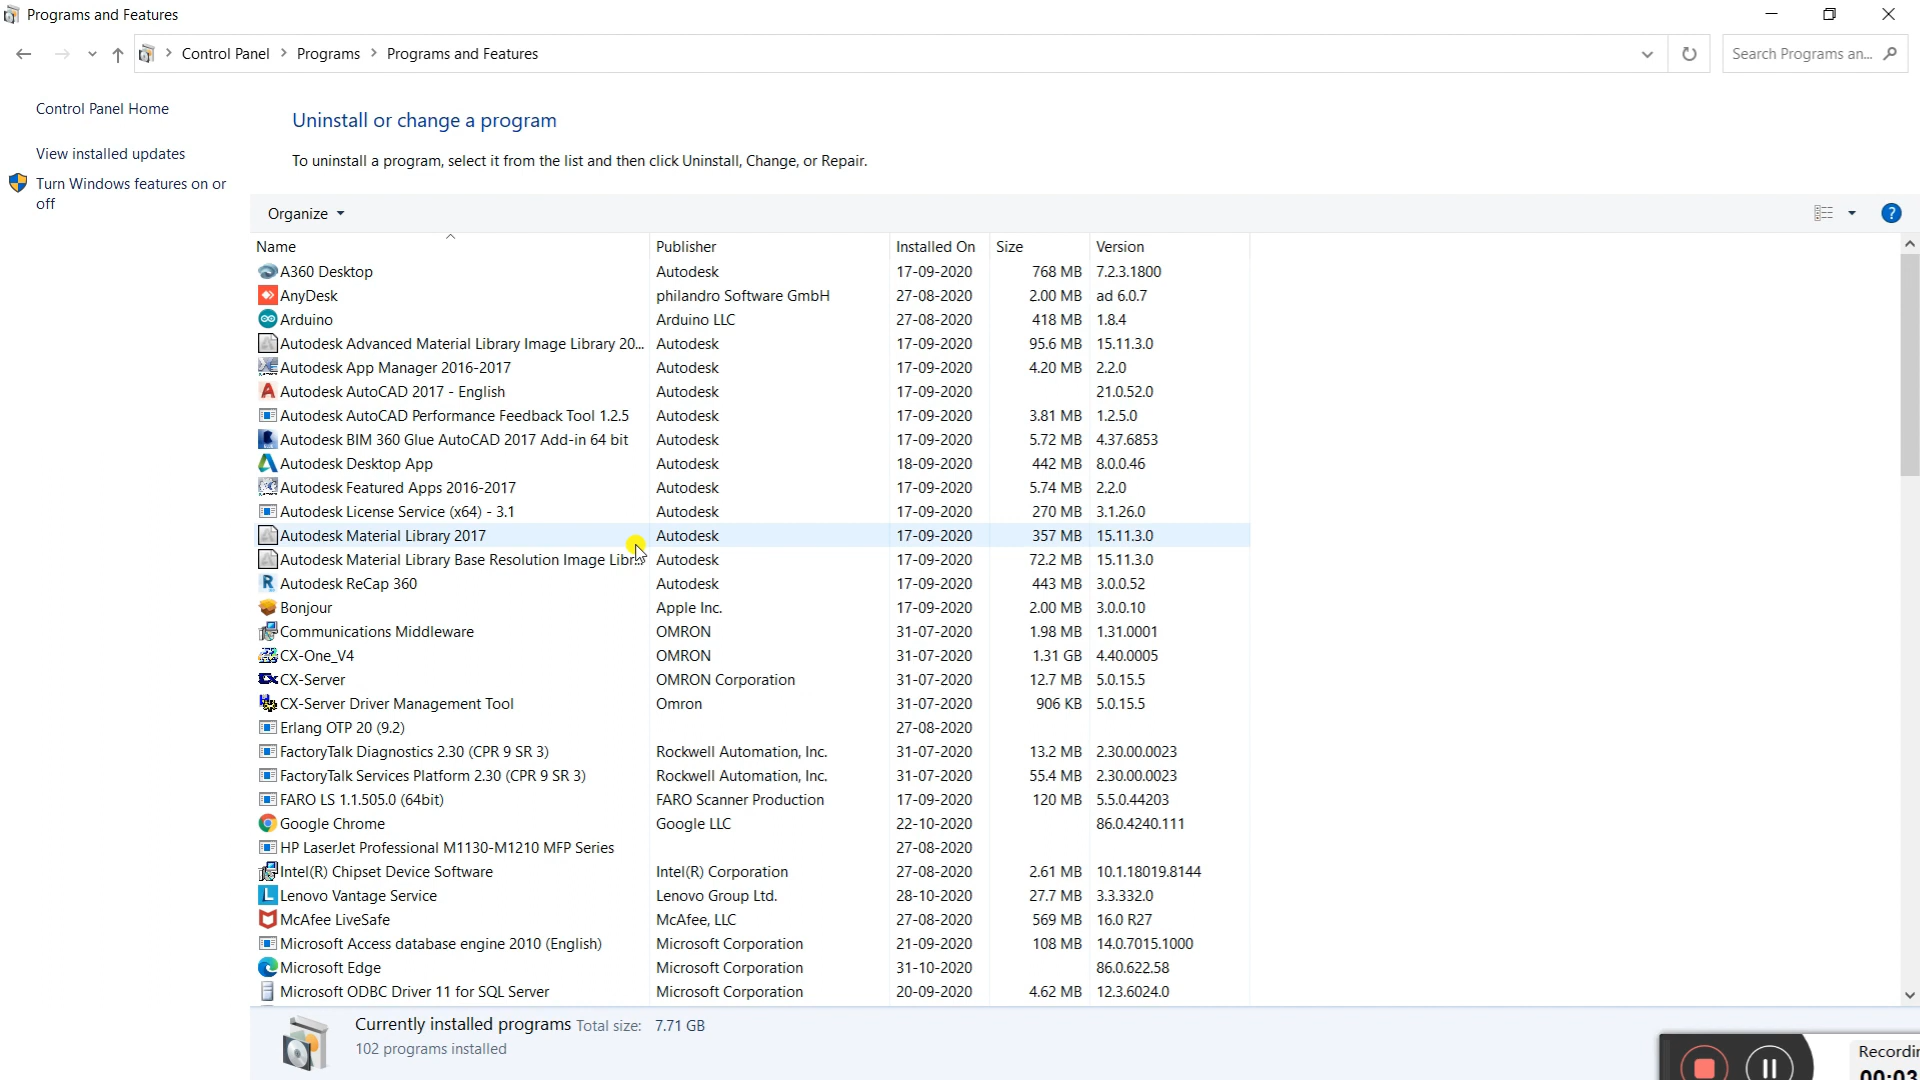 Programs and Features
Control Panel Programs Programs and Features
Search Programs an...
Control Panel Home
View installed updates
Turn Windows features on or
off
Uninstall or change a program
To uninstall a program, select it from the list and then click Uninstall, Change, or Repair.
Organize
?
Name Publisher Installed On Size Version
A360 Desktop Autodesk 17-09-2020 768 MB 7.2.3.1800
AnyDesk philandro Software GmbH 27-08-2020 2.00 MB ad 6.0.7
Arduino Arduino LLC 27-08-2020 418 MB 1.8.4
Autodesk Advanced Material Library Image Library 20... Autodesk 17-09-2020 95.6 MB 15.11.3.0
Autodesk App Manager 2016-2017 Autodesk 17-09-2020 4.20 MB 2.2.0
Autodesk AutoCAD 2017 - English Autodesk 17-09-2020 21.0.52.0
Autodesk AutoCAD Performance Feedback Tool 1.2.5 Autodesk 17-09-2020 3.81 MB 1.2.5.0
Autodesk BIM 360 Glue AutoCAD 2017 Add-in 64 bit Autodesk 17-09-2020 5.72 MB 4.37.6853
Autodesk Desktop App Autodesk 18-09-2020 442 MB 8.0.0.46
Autodesk Featured Apps 2016-2017 Autodesk 17-09-2020 5.74 MB 2.2.0
Autodesk License Service (x64) - 3.1 Autodesk 17-09-2020 270 MB 3.1.26.0
Autodesk Material Library 2017 Autodesk 17-09-2020 357 MB 15.11.3.0
Autodesk Material Library Base Resolution Image Libr... Autodesk 17-09-2020 72.2 MB 15.11.3.0
Autodesk ReCap 360 Autodesk 17-09-2020 443 MB 3.0.0.52
Bonjour Apple Inc. 17-09-2020 2.00 MB 3.0.0.10
Communications Middleware OMRON 31-07-2020 1.98 MB 1.31.0001
CX-One_V4 OMRON 31-07-2020 1.31 GB 4.40.0005
CX-Server OMRON Corporation 31-07-2020 12.7 MB 5.0.15.5
CX-Server Driver Management Tool Omron 31-07-2020 906 KB 5.0.15.5
Erlang OTP 20 (9.2) 27-08-2020
FactoryTalk Diagnostics 2.30 (CPR 9 SR 3) Rockwell Automation, Inc. 31-07-2020 13.2 MB 2.30.00.0023
FactoryTalk Services Platform 2.30 (CPR 9 SR 3) Rockwell Automation, Inc. 31-07-2020 55.4 MB 2.30.00.0023
FARO LS 1.1.505.0 (64bit) FARO Scanner Production 17-09-2020 120 MB 5.5.0.44203
Google Chrome Google LLC 22-10-2020 86.0.4240.111
HP LaserJet Professional M1130-M1210 MFP Series 27-08-2020
Intel(R) Chipset Device Software Intel(R) Corporation 27-08-2020 2.61 MB 10.1.18019.8144
Lenovo Vantage Service Lenovo Group Ltd. 28-10-2020 27.7 MB 3.3.332.0
McAfee LiveSafe McAfee, LLC 27-08-2020 569 MB 16.0 R27
Microsoft Access database engine 2010 (English) Microsoft Corporation 21-09-2020 108 MB 14.0.7015.1000
Microsoft Edge Microsoft Corporation 31-10-2020 86.0.622.58
Microsoft ODBC Driver 11 for SQL Server Microsoft Corporation 20-09-2020 4.62 MB 12.3.6024.0
Currently installed programs Total size: 7.71 GB
102 programs installed
Recordin
00:03